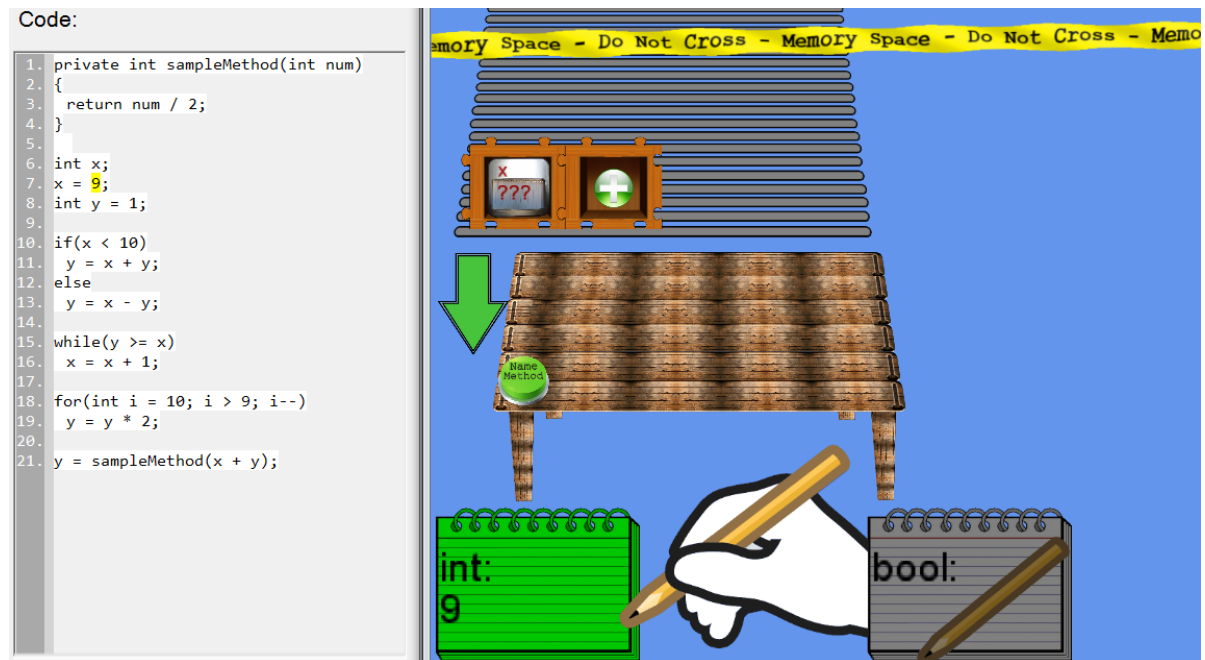 Code:
1. private int sampleMethod(int num)
2. {
3. return num / 2;
4. }
5.
6. int x;
7. x = 9;
8. int y = 1;
9.
10. if(x < 10)
11. y = x + y;
12. else
13. y = x - y;
14.
15. while(y >= x)
16. x = x + 1;
17.
18. for(int i = 10; i > 9; i--)
19. y = y * 2;
20.
21. y = sampleMethod(x + y);
emory Space - Do Not Cross - Memory Space - Do Not Cross - Memo
x
???
Name
Method
int:
9
bool: